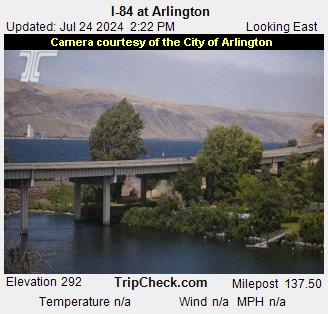 I-84 at Arlington
Updated: Jul 24 2024 2:22 PM Looking East
Camera courtesy of the City of Arlington
Elevation 292 TripCheck.com Milepost 137.50
Temperature n/a Wind n/a MPH n/a